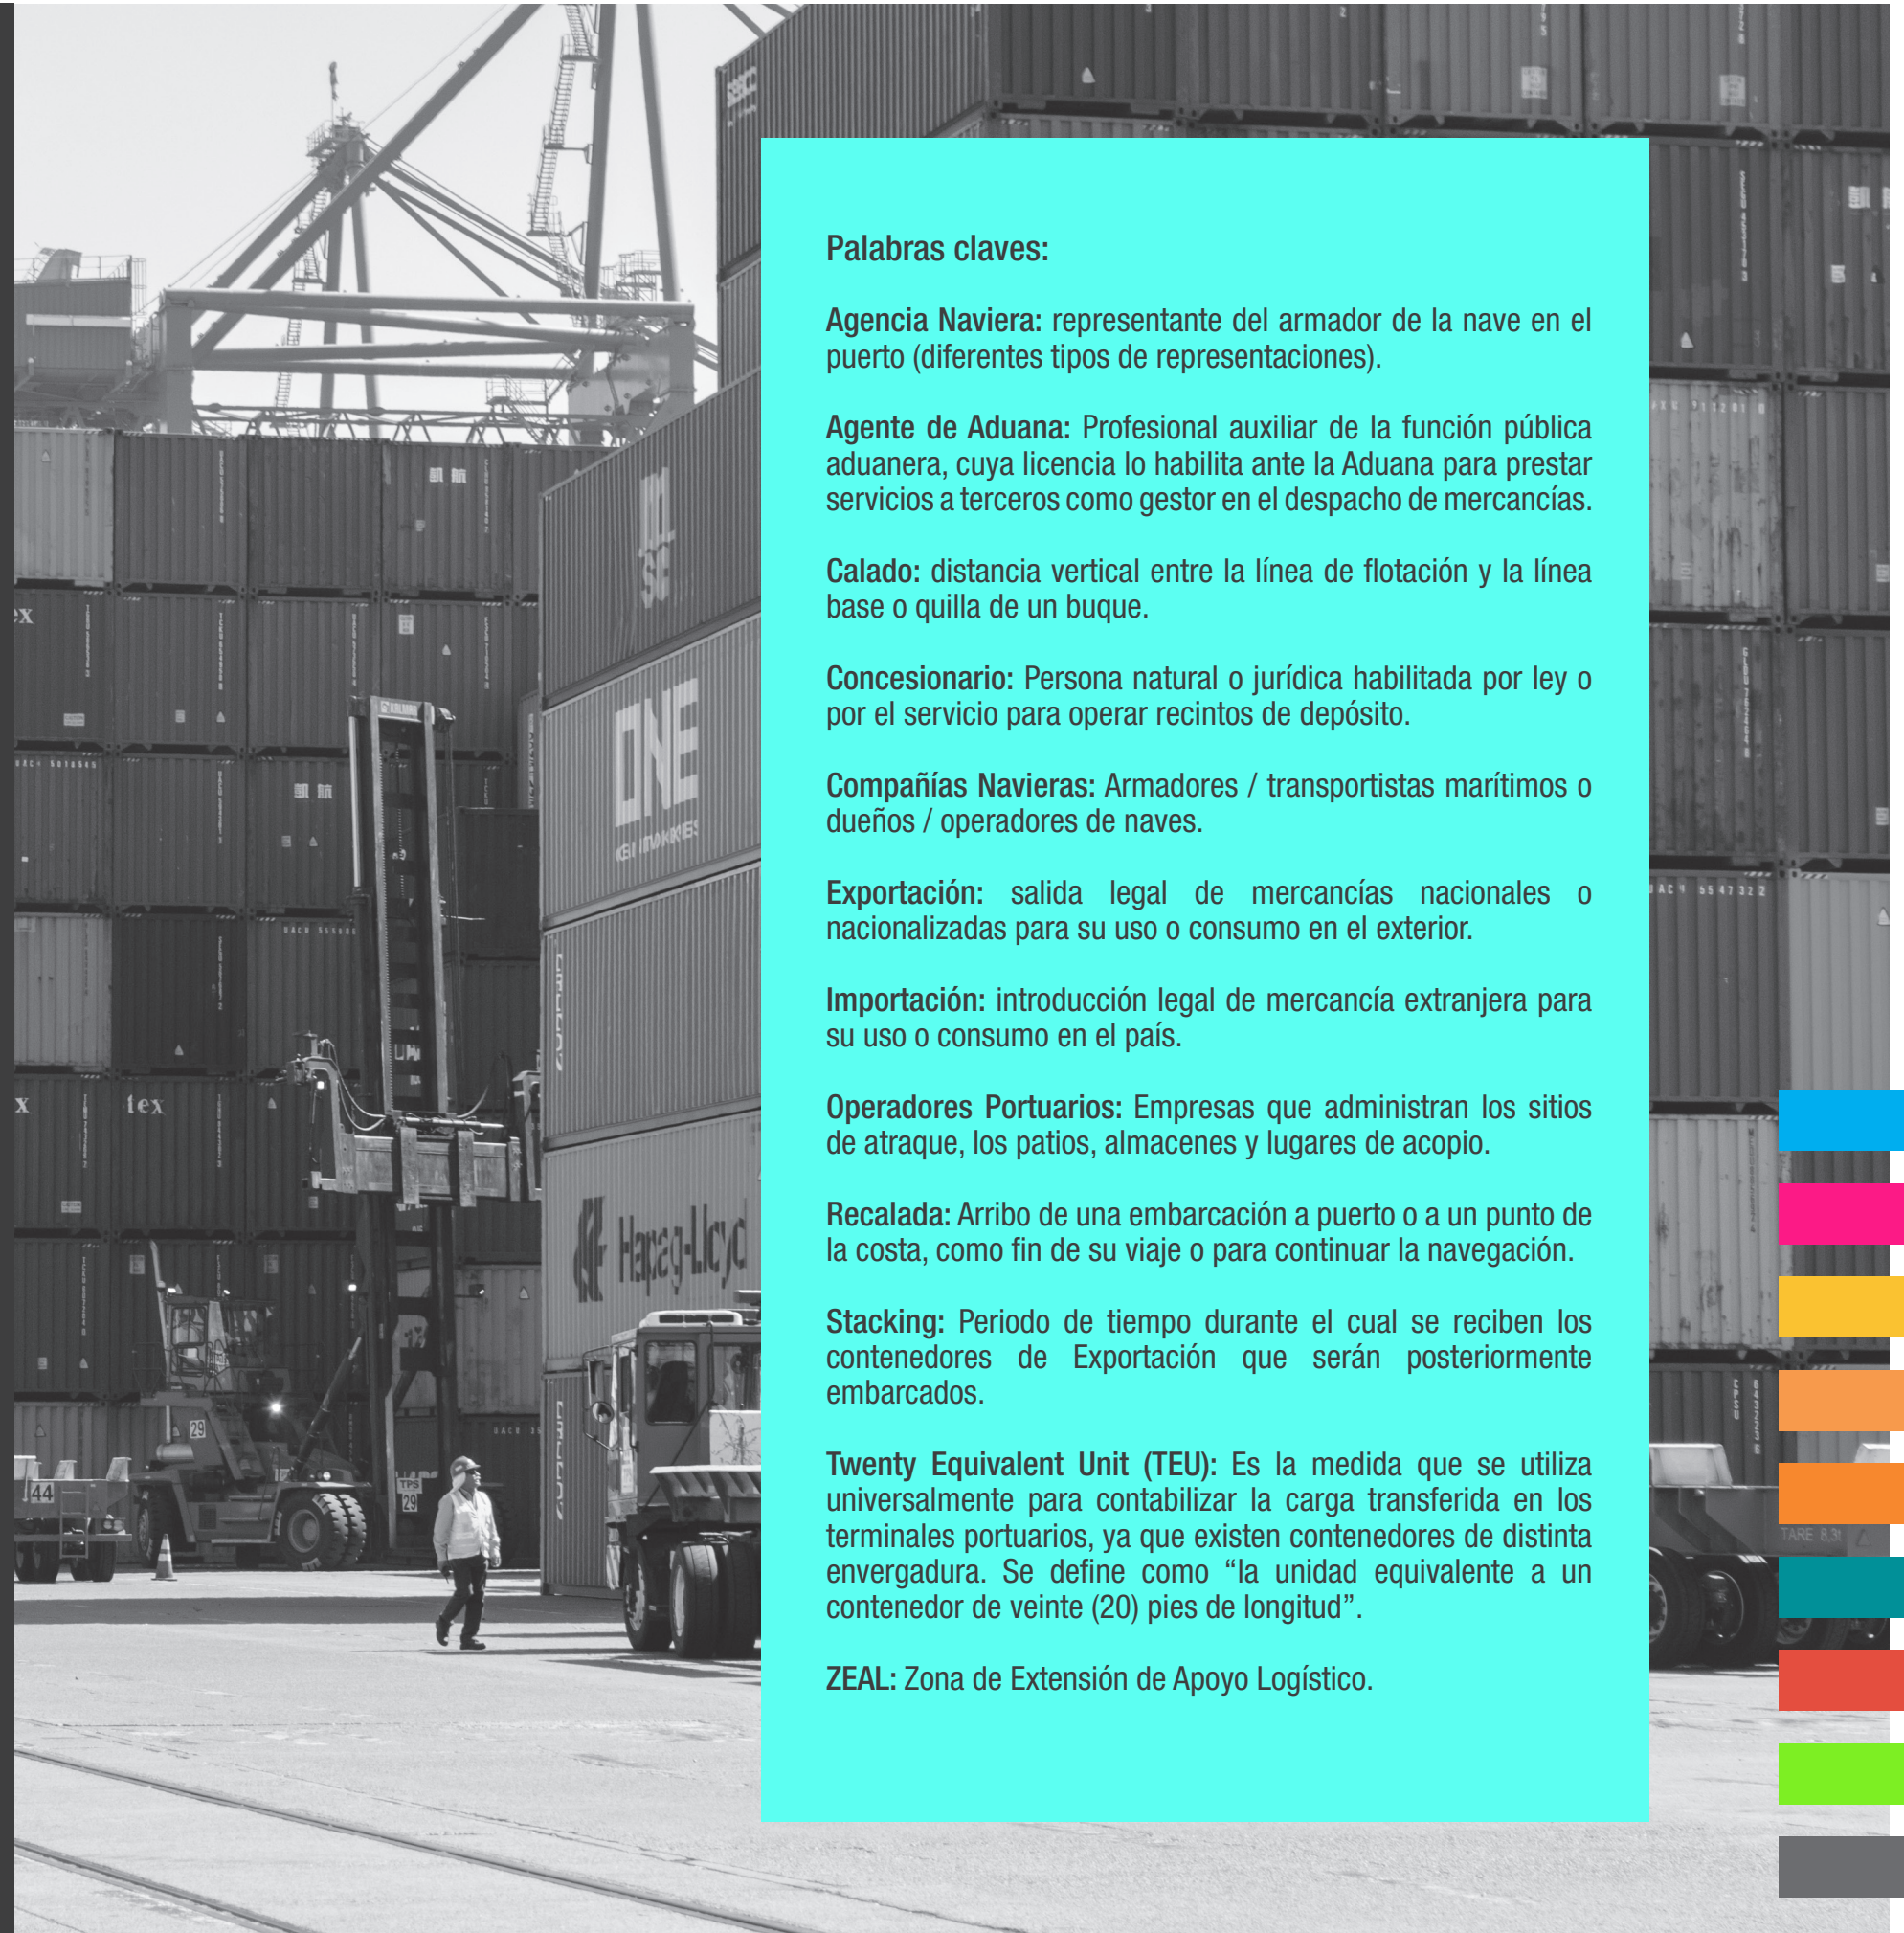 Palabras claves:
Agencia Naviera: representante del armador de la nave en el
puerto (diferentes tipos de representaciones).
Agente de Aduana: Profesional auxiliar de la función pública
aduanera, cuya licencia lo habilita ante la Aduana para prestar
servicios a terceros como gestor en el despacho de mercancías.
Calado: distancia vertical entre la línea de flotación y la línea
base o quilla de un buque.
Concesionario: Persona natural o jurídica habilitada por ley o
por el servicio para operar recintos de depósito.
Compañías Navieras: Armadores / transportistas marítimos o
dueños / operadores de naves.
Exportación: salida legal de mercancías nacionales o
nacionalizadas para su uso o consumo en el exterior.
Importación: introducción legal de mercancía extranjera para
su uso o consumo en el país.
Operadores Portuarios: Empresas que administran los sitios
de atraque, los patios, almacenes y lugares de acopio.
Recalada: Arribo de una embarcación a puerto o a un punto de
la costa, como fin de su viaje o para continuar la navegación.
Stacking: Periodo de tiempo durante el cual se reciben los
contenedores de Exportación que serán posteriormente
embarcados.
Twenty Equivalent Unit (TEU): Es la medida que se utiliza
universalmente para contabilizar la carga transferida en los
terminales portuarios, ya que existen contenedores de distinta
envergadura. Se define como “la unidad equivalente a un
contenedor de veinte (20) pies de longitud”.
ZEAL: Zona de Extensión de Apoyo Logístico.
ONE
Hapag-Lloyd
tex
29
44
TPS
29
TARE 8.3t